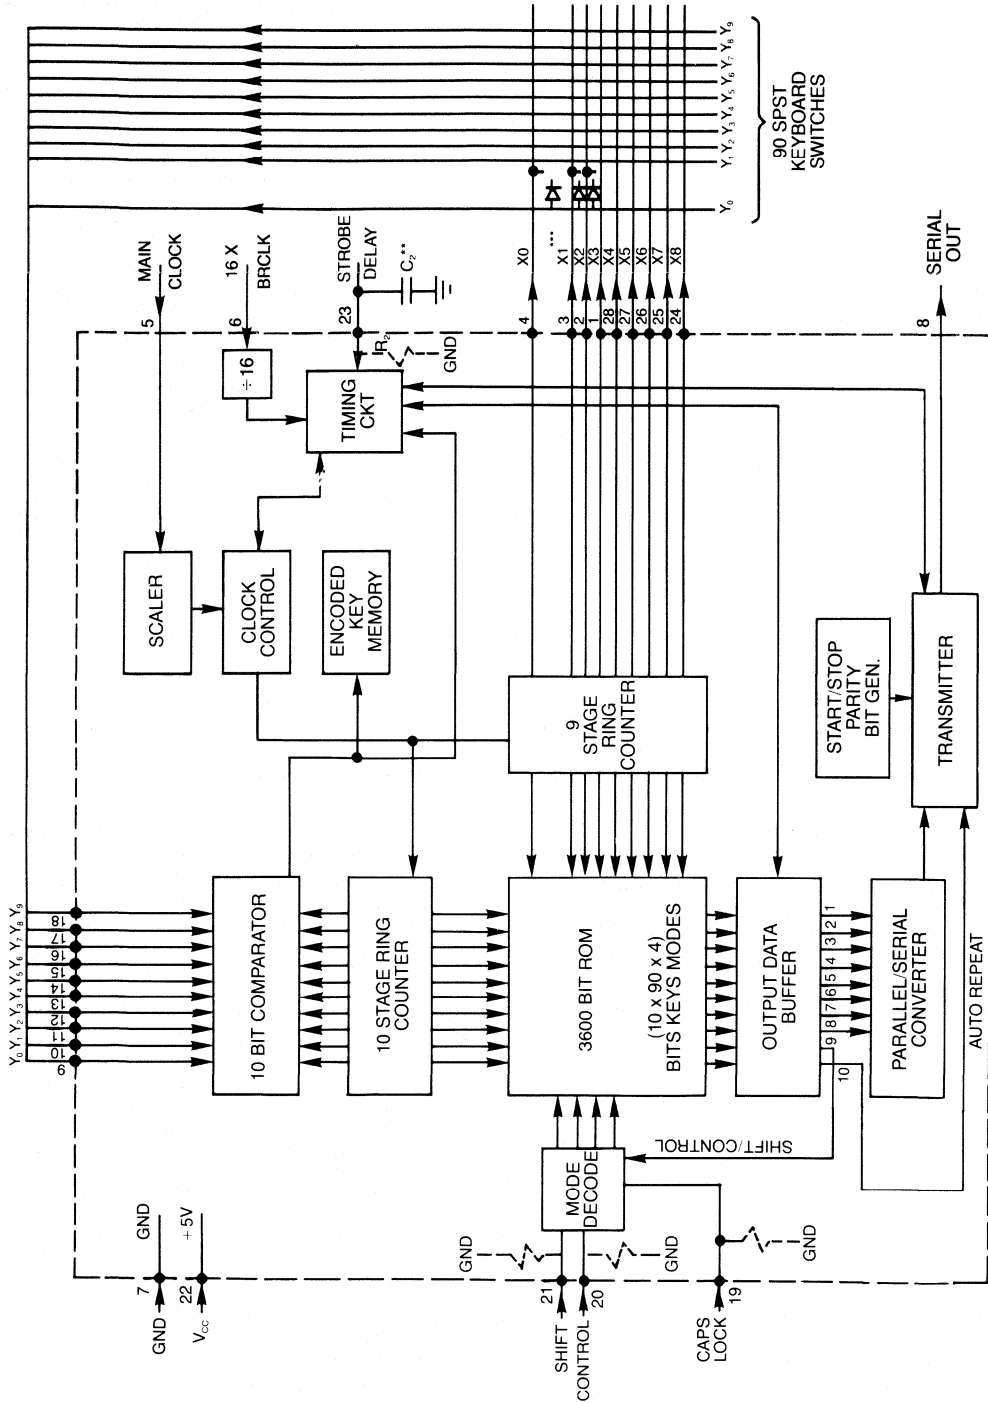 Y₉
Y₈
Y₇
Y₆
Y₅
Y₄
Y₃
Y₂
Y₁
Y₀
90 SPST
KEYBOARD
SWITCHES
MAIN
CLOCK
5
16 X
BRCLK
6
STROBE
DELAY
23
C₂**
R₂
GND
÷ 16
TIMING
CKT
***
X0
X1
X2
X3
X4
X5
X6
X7
X8
4
3
2
1
28
27
26
25
24
SERIAL
OUT
8
SCALER
CLOCK
CONTROL
ENCODED
KEY
MEMORY
9
STAGE
RING
COUNTER
START/STOP
PARITY
BIT GEN.
TRANSMITTER
Y₀ Y₁ Y₂ Y₃ Y₄ Y₅ Y₆ Y₇ Y₈ Y₉
9 10 11 12 13 14 15 16 17 18
10 BIT COMPARATOR
10 STAGE RING
COUNTER
3600 BIT ROM
(10 x 90 x 4)
BITS KEYS MODES
OUTPUT DATA
BUFFER
1
2
3
4
5
6
7
8
9
10
PARALLEL/SERIAL
CONVERTER
AUTO REPEAT
SHIFT/CONTROL
MODE
DECODE
GND
7
GND
+5V
22
VCC
GND
GND
GND
21
SHIFT
20
CONTROL
19
CAPS
LOCK